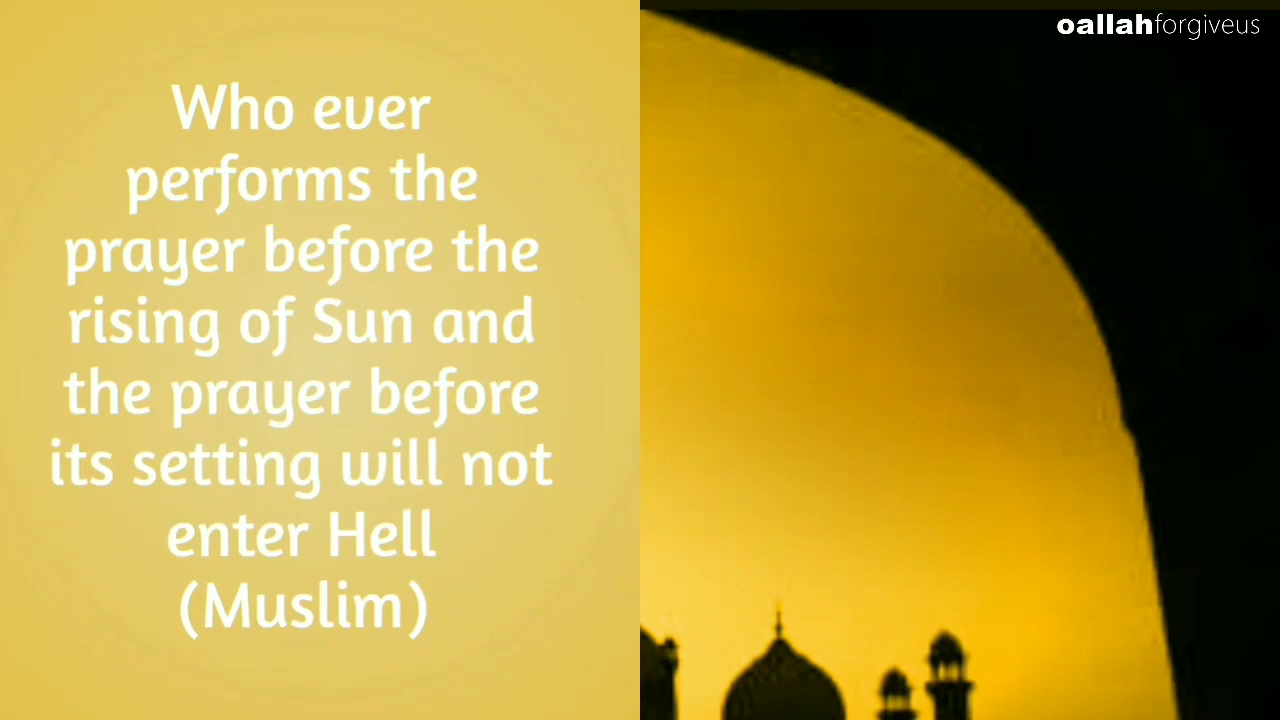 Who ever
performs the
prayer before the
rising of Sun and
the prayer before
its setting will not
enter Hell
(Muslim)
oallahforgiveus